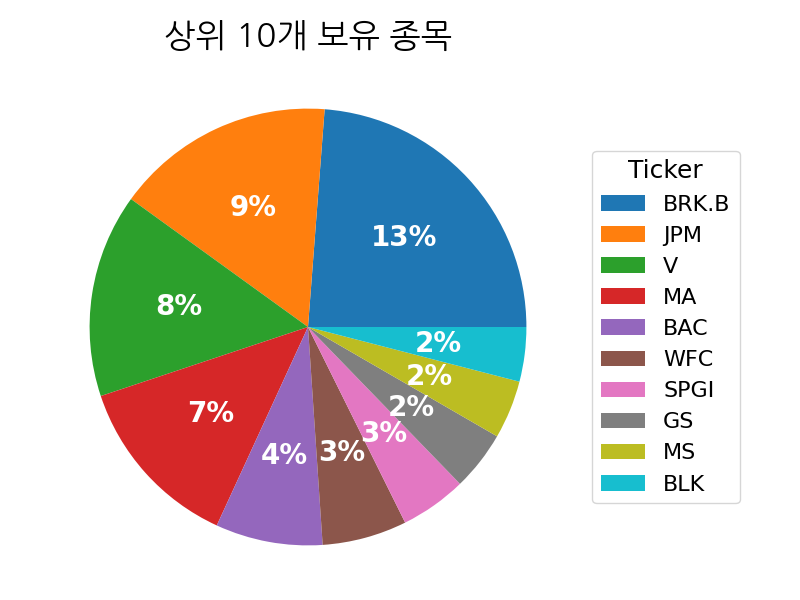 상위 10개 보유 종목
13%
9%
8%
7%
4%
3%
3%
2%
2%
2%
Ticker
BRK.B
JPM
V
MA
BAC
WFC
SPGI
GS
MS
BLK